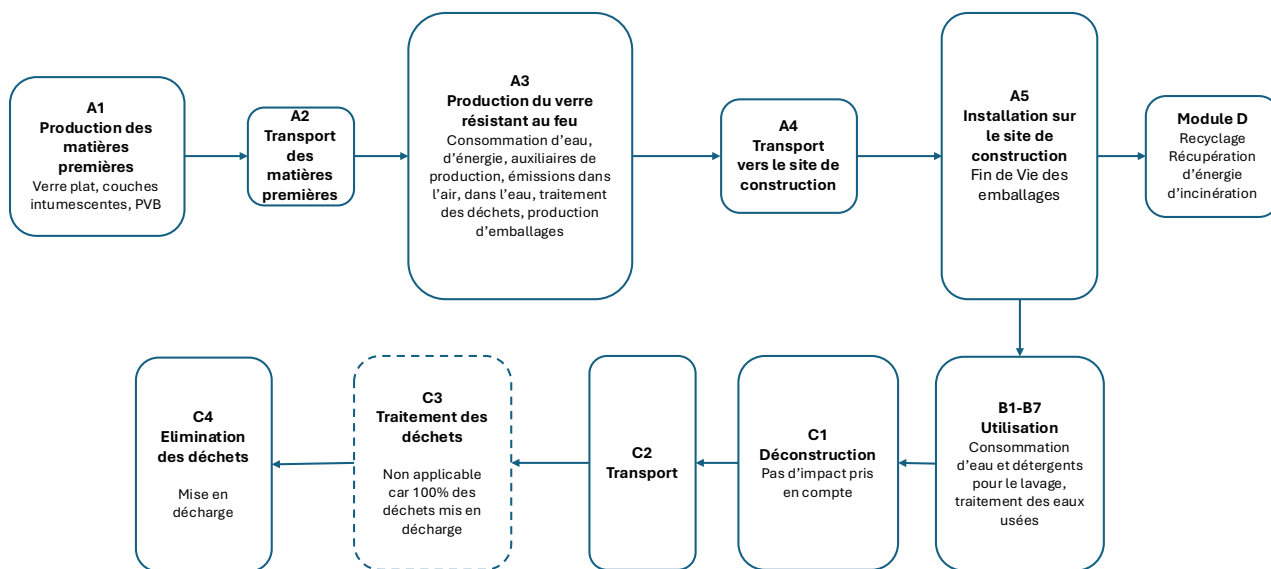 A1
Production des
matières
premières
Verre plat, couches
intumescentes, PVB
A2
Transport
des
matières
premières
A3
Production du verre
résistant au feu
Consommation d’eau,
d’énergie, auxiliaires de
production, émissions dans
l’air, dans l’eau, traitement
des déchets, production
d’emballages
A4
Transport
vers le site de
construction
A5
Installation sur
le site de
construction
Fin de Vie des
emballages
Module D
Recyclage
Récupération
d’énergie
d’incinération
C4
Elimination
des déchets
Mise en
décharge
C3
Traitement des
déchets
Non applicable
car 100% des
déchets mis en
décharge
C2
Transport
C1
Déconstruction
Pas d’impact pris
en compte
B1-B7
Utilisation
Consommation
d’eau et détergents
pour le lavage,
traitement des eaux
usées